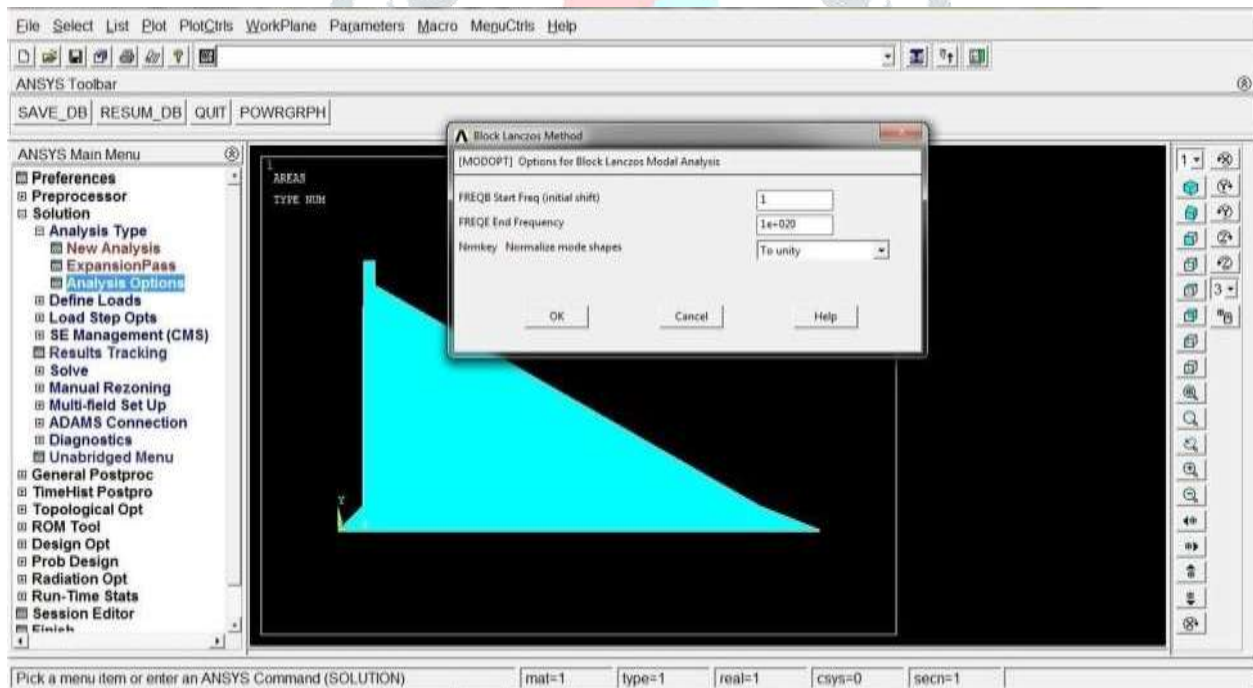 File Select List Plot PlotCtrls WorkPlane Parameters Macro MenuCtrls Help
ANSYS Toolbar
SAVE_DB RESUM_DB QUIT POWRGRPH
ANSYS Main Menu
Preferences
Preprocessor
Solution
Analysis Type
New Analysis
ExpansionPass
Analysis Options
Define Loads
Load Step Opts
SE Management (CMS)
Results Tracking
Solve
Manual Rezoning
Multi-field Set Up
ADAMS Connection
Diagnostics
Unabridged Menu
General Postproc
TimeHist Postpro
Topological Opt
ROM Tool
Design Opt
Prob Design
Radiation Opt
Run-Time Stats
Session Editor
Finish
1
AREAS
TYPE NUM
Y
Block Lanczos Method
[MODOPT] Options for Block Lanczos Modal Analysis
FREQB Start Freq (initial shift) 1
FREQE End Frequency 1e+020
Nrmkey Normalize mode shapes To unity
OK Cancel Help
1
3
Pick a menu item or enter an ANSYS Command (SOLUTION) mat=1 type=1 real=1 csys=0 secn=1